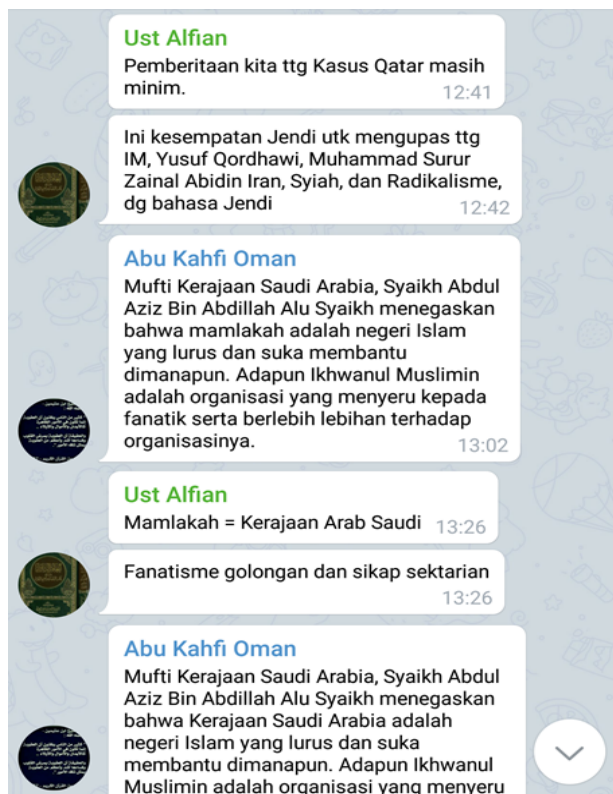 Ust Alfian
Pemberitaan kita ttg Kasus Qatar masih
minim.
12:41
Ini kesempatan Jendi utk mengupas ttg
IM, Yusuf Qordhawi, Muhammad Surur
Zainal Abidin Iran, Syiah, dan Radikalisme,
dg bahasa Jendi
12:42
Abu Kahfi Oman
Mufti Kerajaan Saudi Arabia, Syaikh Abdul
Aziz Bin Abdillah Alu Syaikh menegaskan
bahwa mamlakah adalah negeri Islam
yang lurus dan suka membantu
dimanapun. Adapun Ikhwanul Muslimin
adalah organisasi yang menyeru kepada
fanatik serta berlebih lebihan terhadap
organisasinya.
13:02
Ust Alfian
Mamlakah = Kerajaan Arab Saudi 13:26
Fanatisme golongan dan sikap sektarian
13:26
Abu Kahfi Oman
Mufti Kerajaan Saudi Arabia, Syaikh Abdul
Aziz Bin Abdillah Alu Syaikh menegaskan
bahwa Kerajaan Saudi Arabia adalah
negeri Islam yang lurus dan suka
membantu dimanapun. Adapun Ikhwanul
Muslimin adalah organisasi yang menyeru